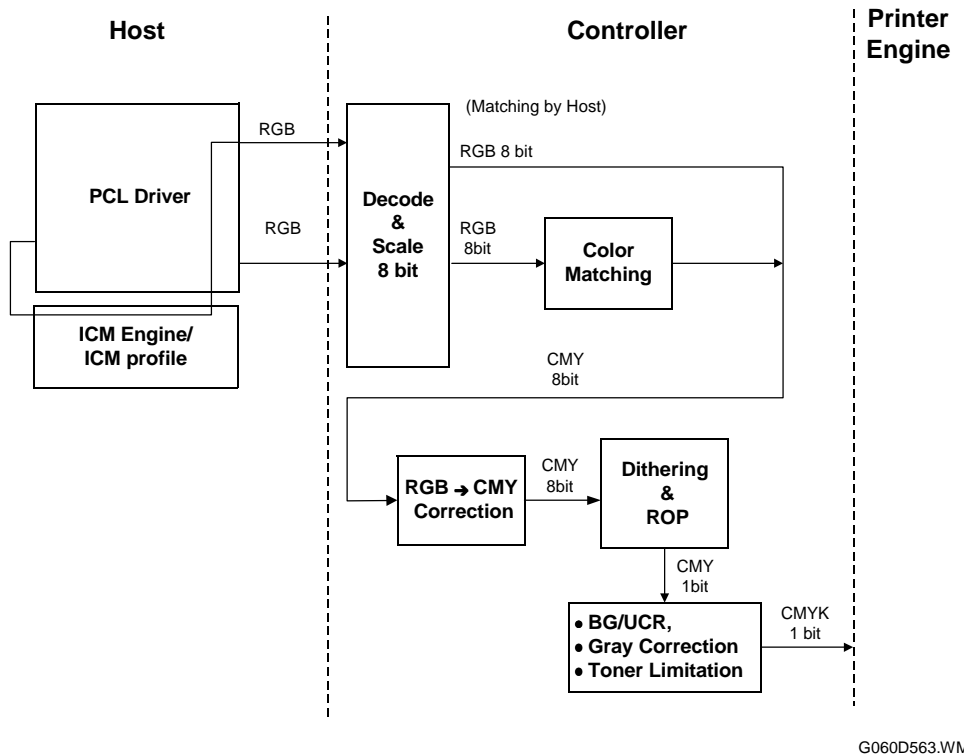 Host
Controller
Printer
Engine
(Matching by Host)
RGB
RGB 8 bit
PCL Driver
Decode
&
Scale
8 bit
RGB
RGB
8bit
Color
Matching
ICM Engine/
ICM profile
CMY
8bit
RGB → CMY
Correction
CMY
8bit
Dithering
&
ROP
CMY
1bit
• BG/UCR,
• Gray Correction
• Toner Limitation
CMYK
1 bit
G060D563.WM